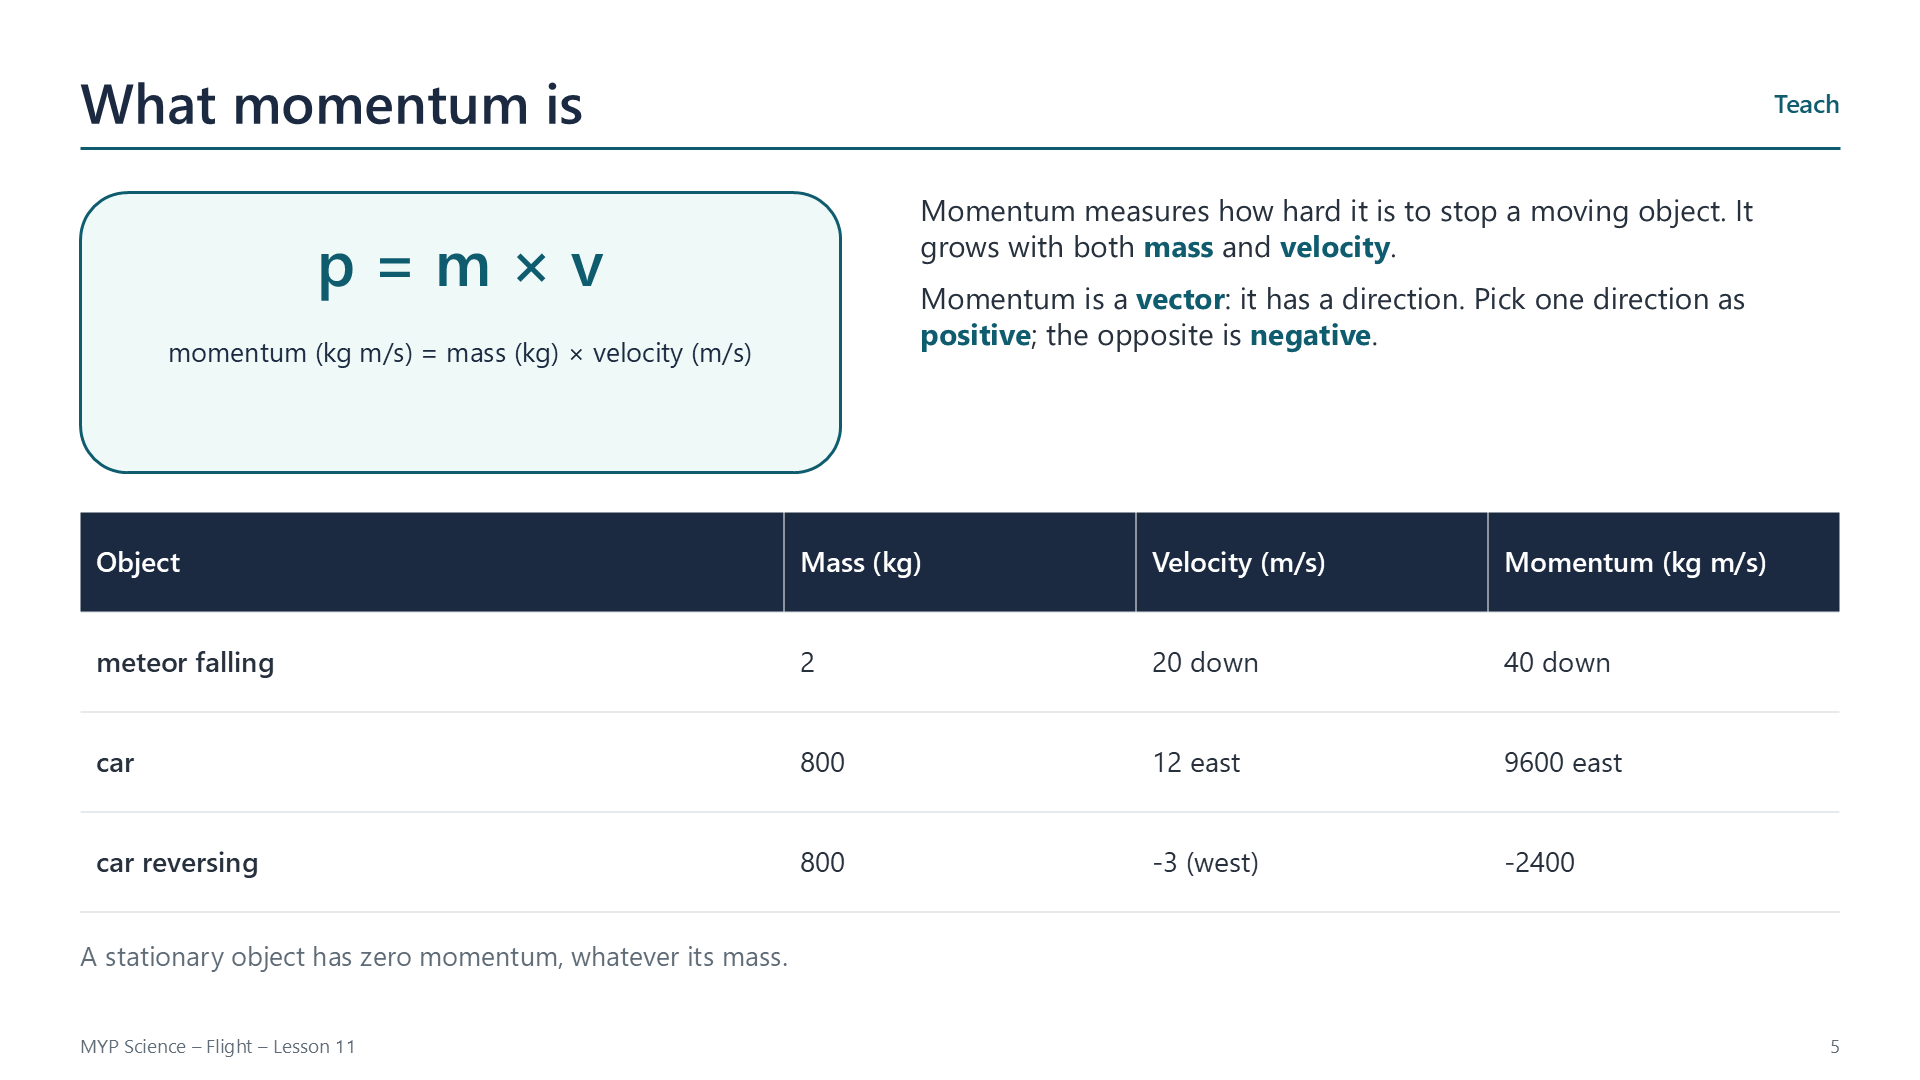 What momentum is
Teach
p = m × v
momentum (kg m/s) = mass (kg) × velocity (m/s)
Momentum measures how hard it is to stop a moving object. It
grows with both mass and velocity.
Momentum is a vector: it has a direction. Pick one direction as
positive; the opposite is negative.
Object Mass (kg) Velocity (m/s) Momentum (kg m/s)
meteor falling 2 20 down 40 down
car 800 12 east 9600 east
car reversing 800 -3 (west) -2400
A stationary object has zero momentum, whatever its mass.
MYP Science – Flight – Lesson 11 5